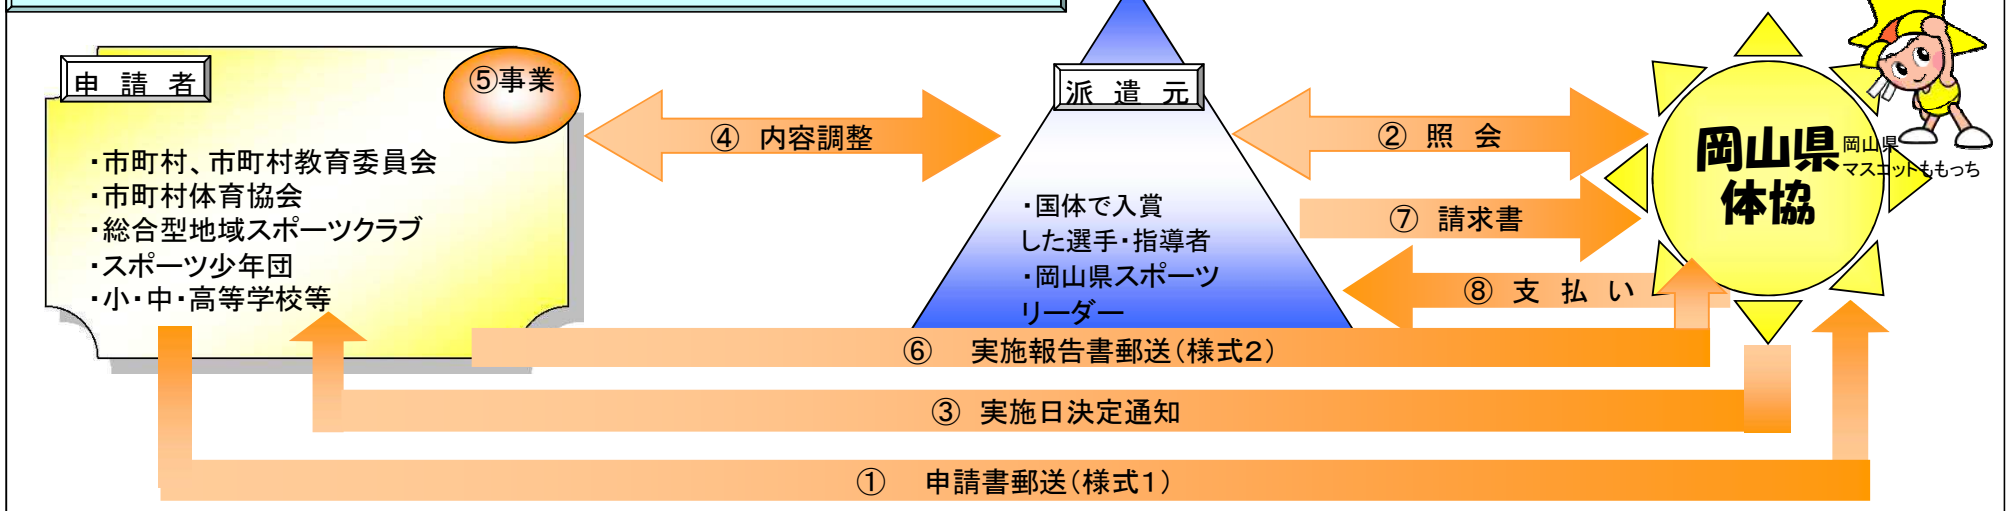 申 請 者
⑤事業
・市町村、市町村教育委員会
・市町村体育協会
・総合型地域スポーツクラブ
・スポーツ少年団
・小・中・高等学校等
④ 内容調整
派 遣 元
・国体で入賞
した選手・指導者
・岡山県スポーツ
リーダー
② 照 会
⑦ 請求書
⑧ 支 払 い
岡山県
体協
岡山県
マスコットももっち
⑥ 実施報告書郵送(様式2)
③ 実施日決定通知
① 申請書郵送(様式1)